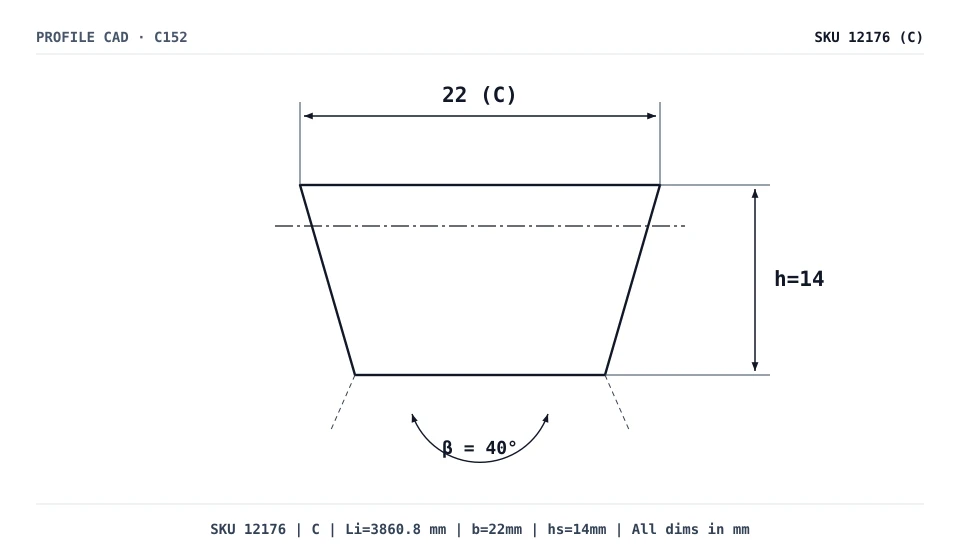 PROFILE CAD · C152
SKU 12176 (C)
22 (C)
h=14
β = 40°
SKU 12176 | C | Li=3860.8 mm | b=22mm | hs=14mm | All dims in mm